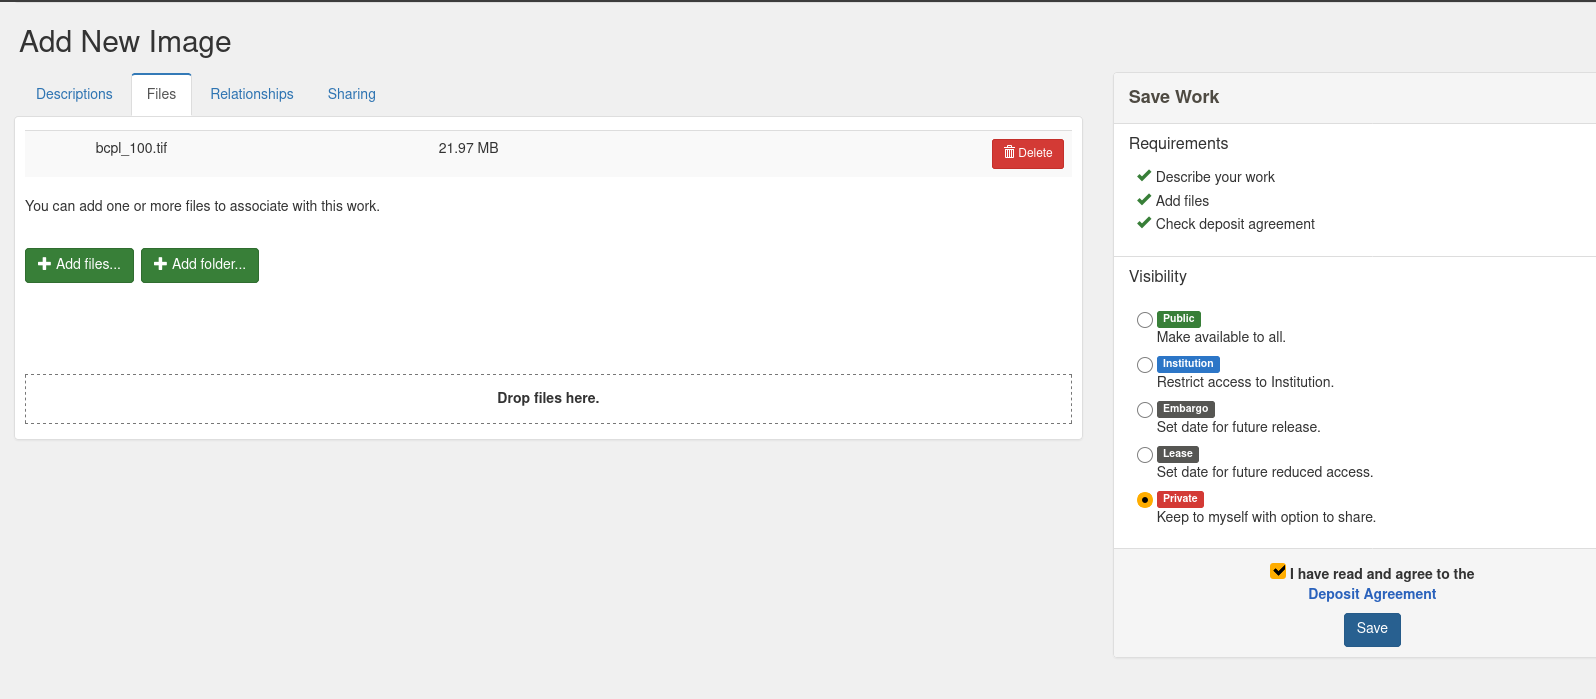 Add New Image
Descriptions
Files
Relationships
Sharing
bcpl_100.tif
21.97 MB
Delete
You can add one or more files to associate with this work.
Add files...
Add folder...
Drop files here.
Save Work
Requirements
Describe your work
Add files
Check deposit agreement
Visibility
Public
Make available to all.
Institution
Restrict access to Institution.
Embargo
Set date for future release.
Lease
Set date for future reduced access.
Private
Keep to myself with option to share.
I have read and agree to the
Deposit Agreement
Save